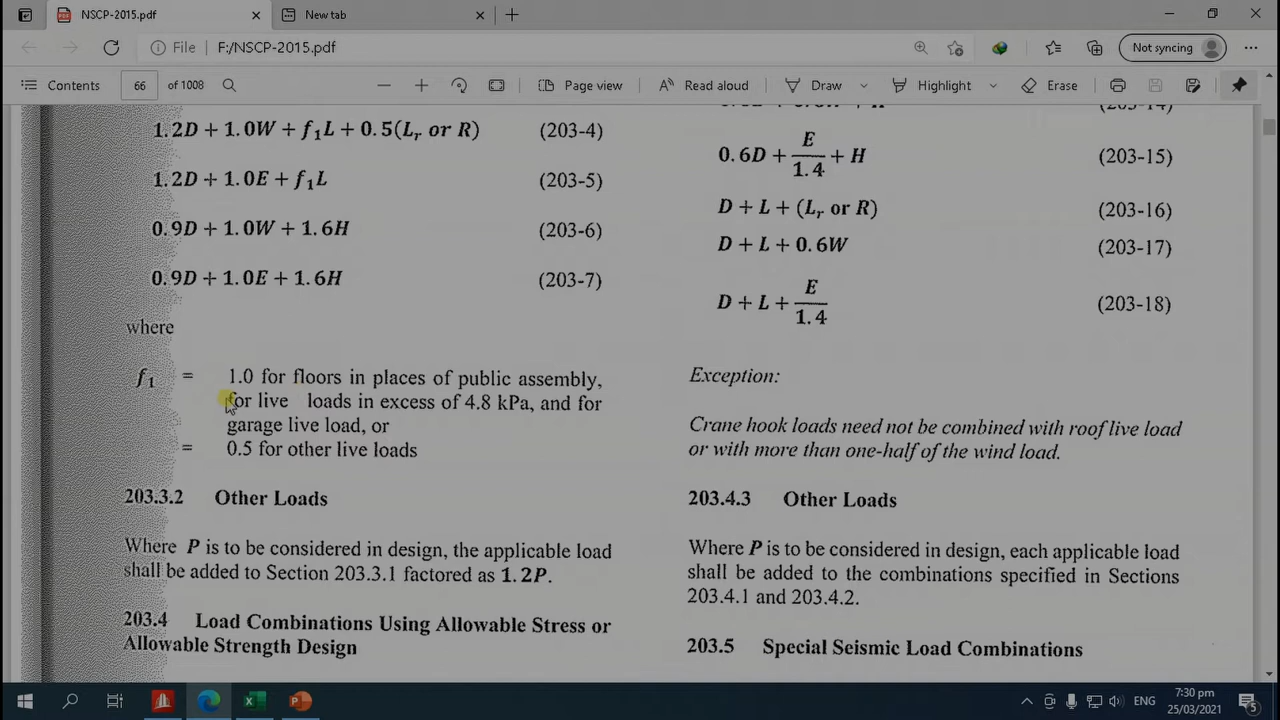 NSCP-2015.pdf
New tab
File
F:/NSCP-2015.pdf
Not syncing
Contents
66
of 1008
Page view
Read aloud
Draw
Highlight
Erase
1.2D + 1.0W + f₁L + 0.5(Lᵣ or R) (203-4)
1.2D + 1.0E + f₁L (203-5)
0.9D + 1.0W + 1.6H (203-6)
0.9D + 1.0E + 1.6H (203-7)
where
f₁ = 1.0 for floors in places of public assembly,
for live loads in excess of 4.8 kPa, and for
garage live load, or
= 0.5 for other live loads
203.3.2 Other Loads
Where P is to be considered in design, the applicable load
shall be added to Section 203.3.1 factored as 1.2P.
203.4 Load Combinations Using Allowable Stress or
Allowable Strength Design
0.6D + E/1.4 + H (203-15)
D + L + (Lᵣ or R) (203-16)
D + L + 0.6W (203-17)
D + L + E/1.4 (203-18)
Exception:
Crane hook loads need not be combined with roof live load
or with more than one-half of the wind load.
203.4.3 Other Loads
Where P is to be considered in design, each applicable load
shall be added to the combinations specified in Sections
203.4.1 and 203.4.2.
203.5 Special Seismic Load Combinations
ENG
7:30 pm
25/03/2021
5